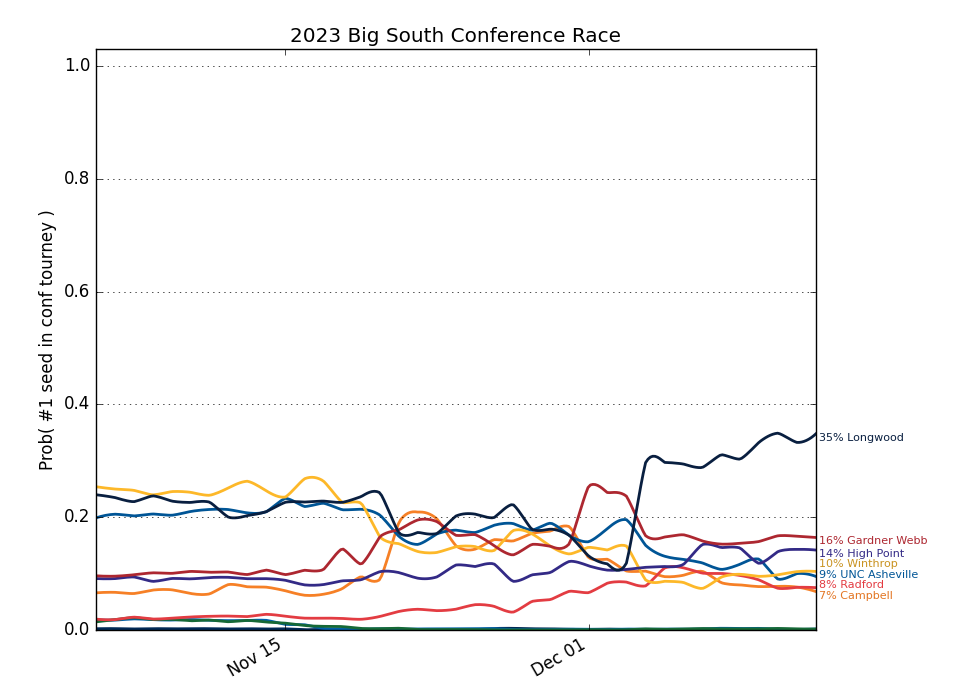 2023 Big South Conference Race
Prob( #1 seed in conf tourney )
1.0
0.8
0.6
0.4
0.2
0.0
Nov 15
Dec 01
35% Longwood
16% Gardner Webb
14% High Point
10% Winthrop
9% UNC Asheville
8% Radford
7% Campbell